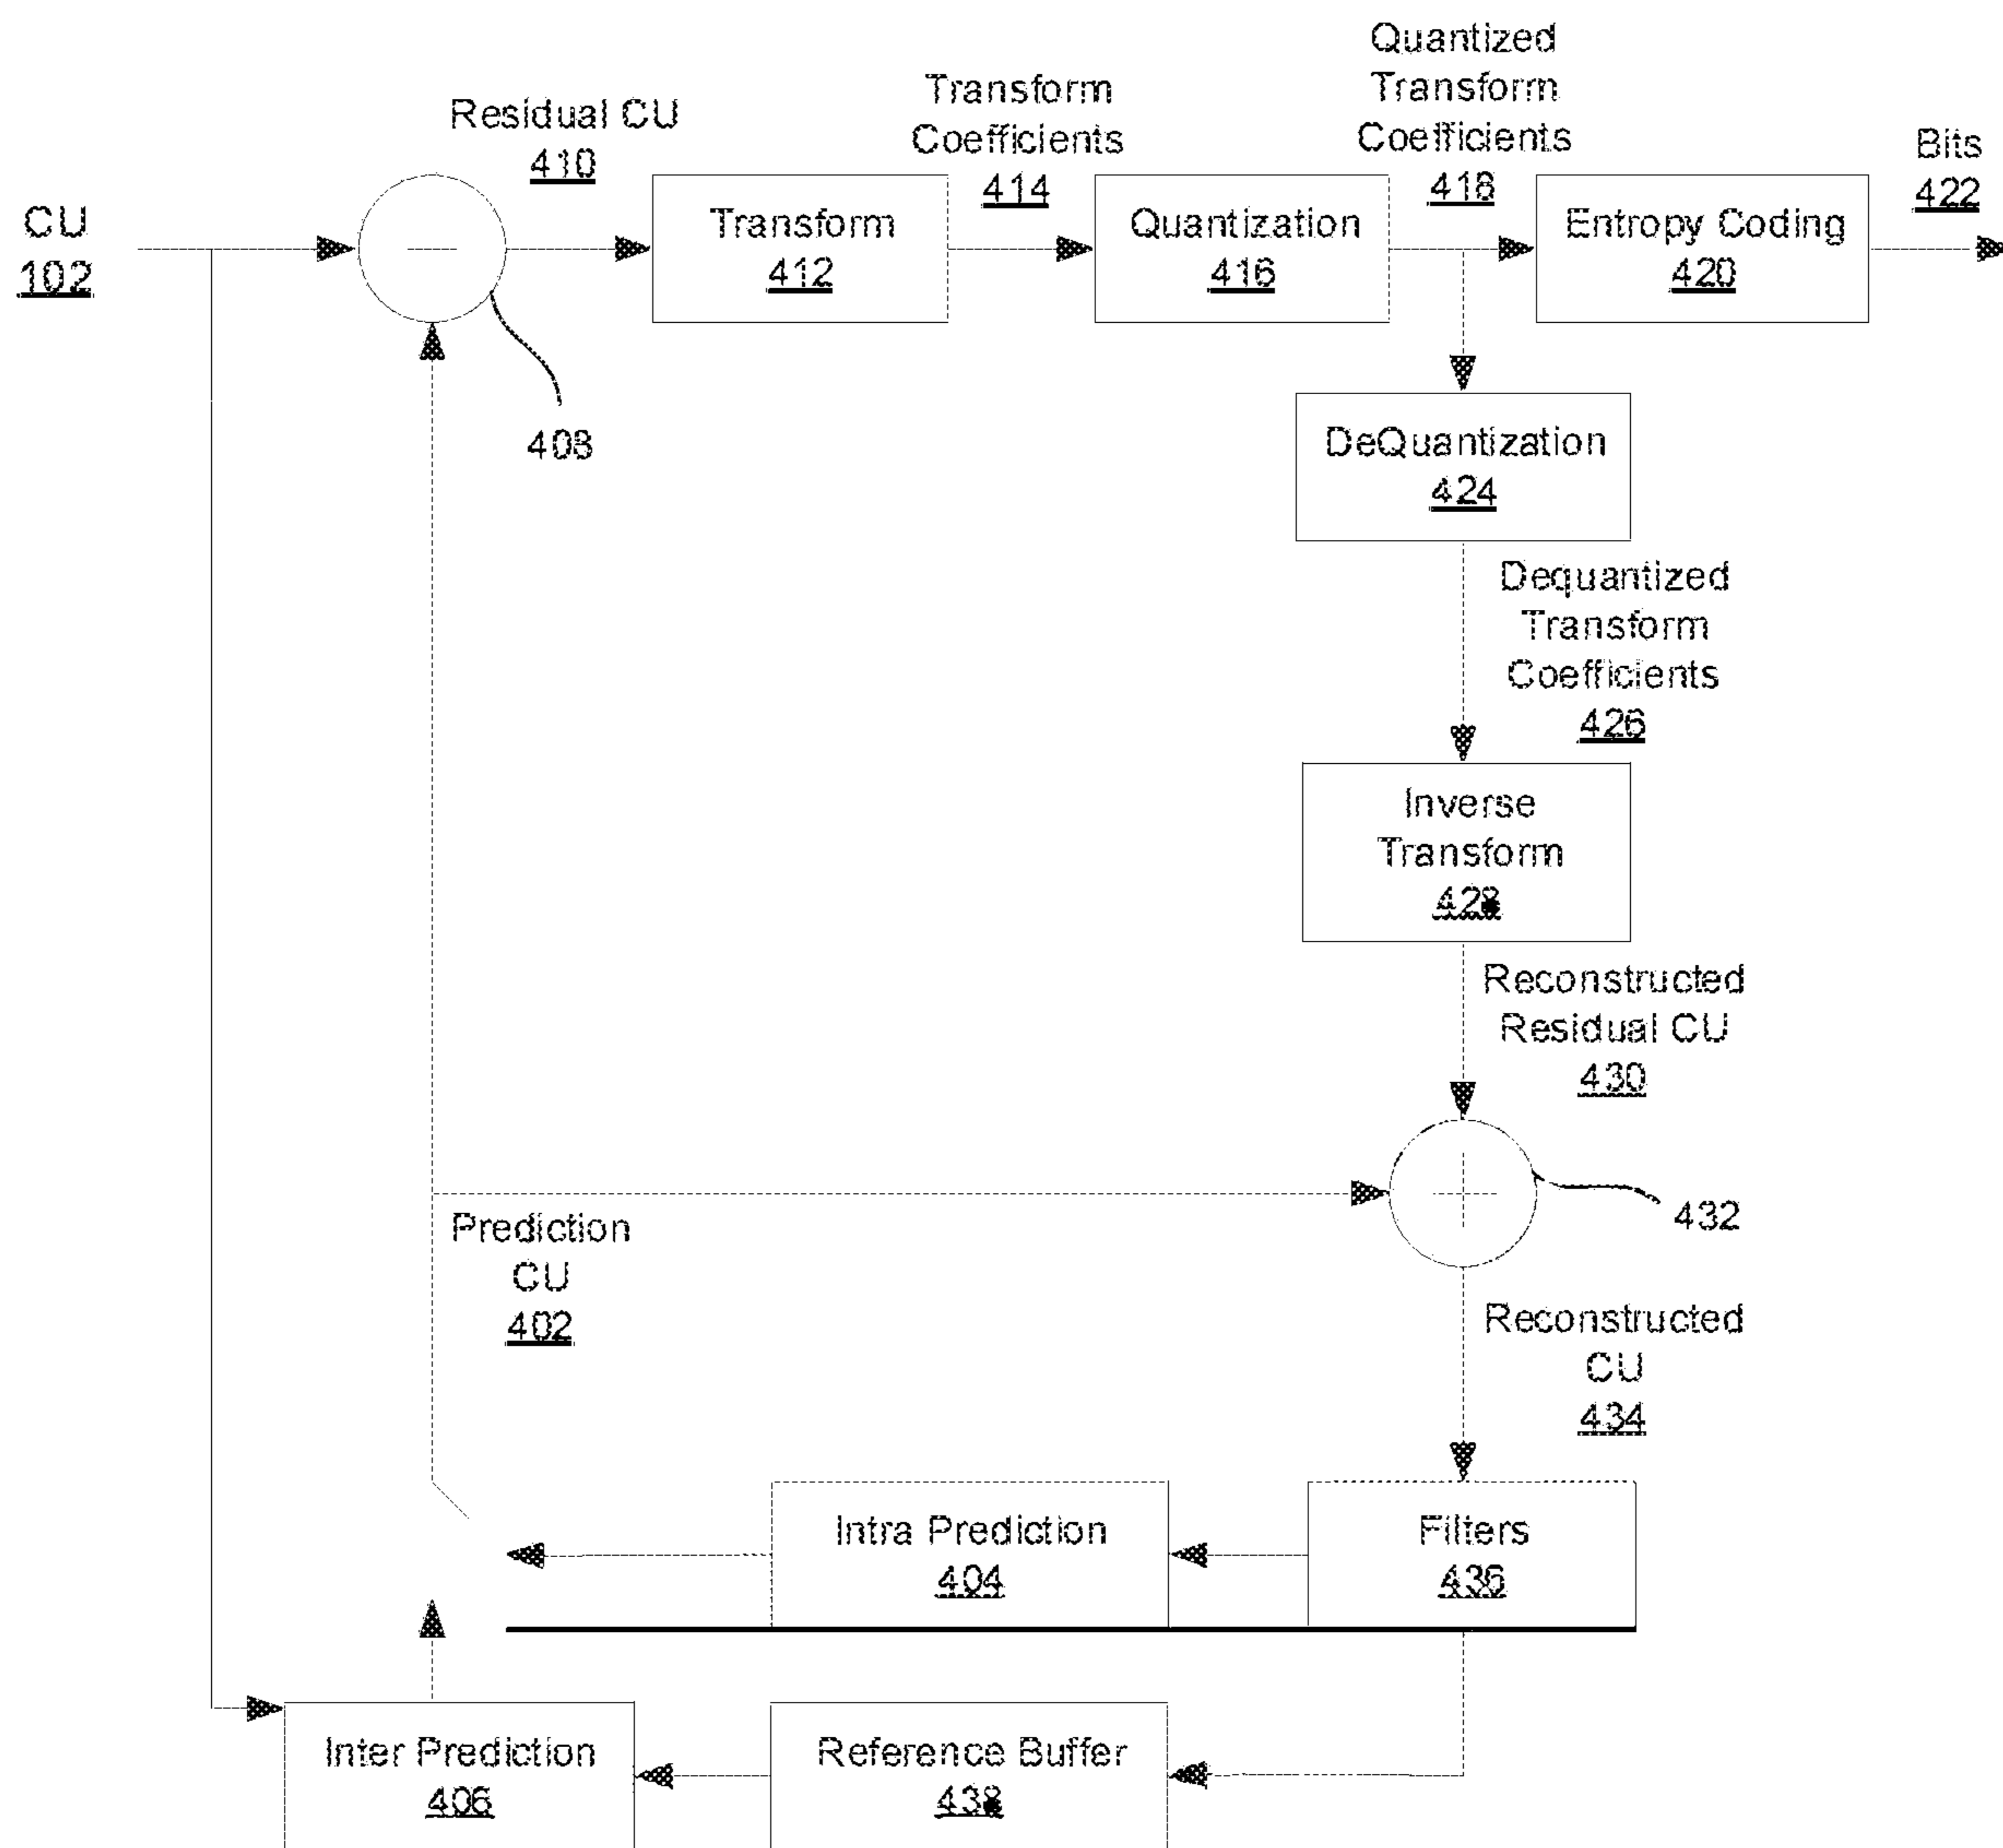 CU
102
Residual CU
410
Transform
412
Transform
Coefficients
414
Quantization
416
Quantized
Transform
Coefficients
418
Entropy Coding
420
Bits
422
408
DeQuantization
424
Dequantized
Transform
Coefficients
426
Inverse
Transform
428
Reconstructed
Residual CU
430
432
Prediction
CU
402
Reconstructed
CU
434
Intra Prediction
404
Filters
436
Inter Prediction
406
Reference Buffer
438